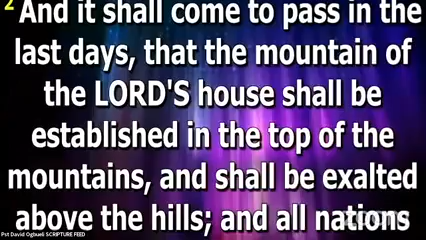 2 And it shall come to pass in the
last days, that the mountain of
the LORD'S house shall be
established in the top of the
mountains, and shall be exalted
above the hills; and all nations
Pst David Ogbueli SCRIPTURE FEED
zoom